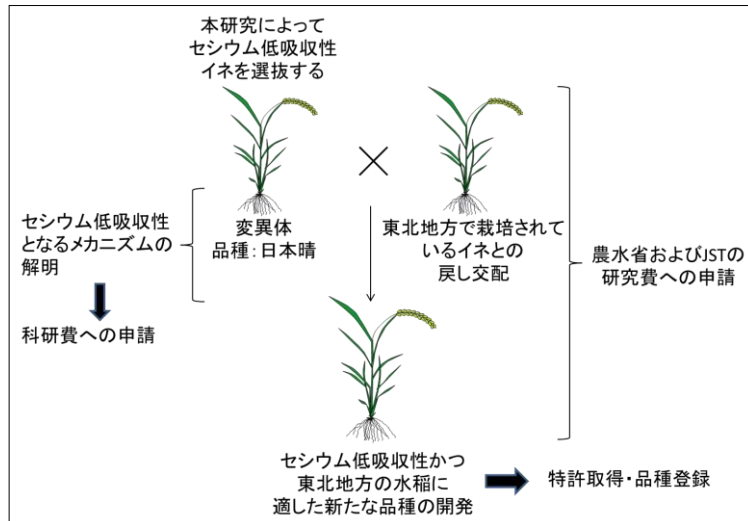 本研究によって
セシウム低吸収性
イネを選抜する
セシウム低吸収性
となるメカニズムの
解明
科研費への申請
変異体
品種：日本晴
東北地方で栽培されて
いるイネとの
戻し交配
農水省およびJSTの
研究費への申請
セシウム低吸収性かつ
東北地方の水稲に
適した新たな品種の開発
特許取得・品種登録